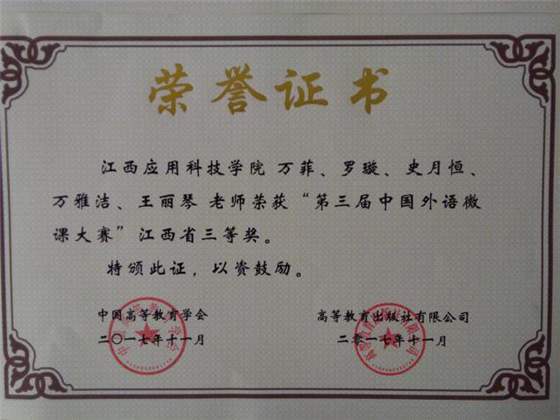 荣誉证书
江西应用科技学院 万菲、罗璇、史月恒、
万雅洁、王丽琴 老师荣获“第三届中国外语微
课大赛”江西省三等奖。
特颁此证，以资鼓励。
中国高等教育学会 高等教育出版社有限公司
二〇一七年十一月 二零一七年十一月